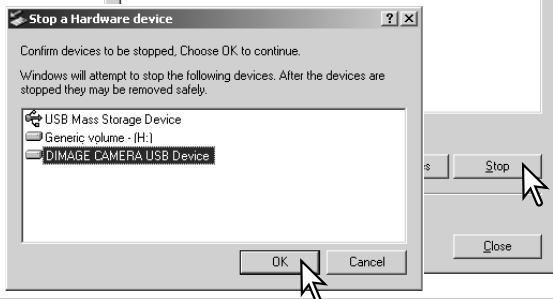 Stop a Hardware device
Confirm devices to be stopped, Choose OK to continue.
Windows will attempt to stop the following devices. After the devices are
stopped they may be removed safely.
USB Mass Storage Device
Generic volume - (H:)
DIMAGE CAMERA USB Device
OK
Cancel
Stop
Close